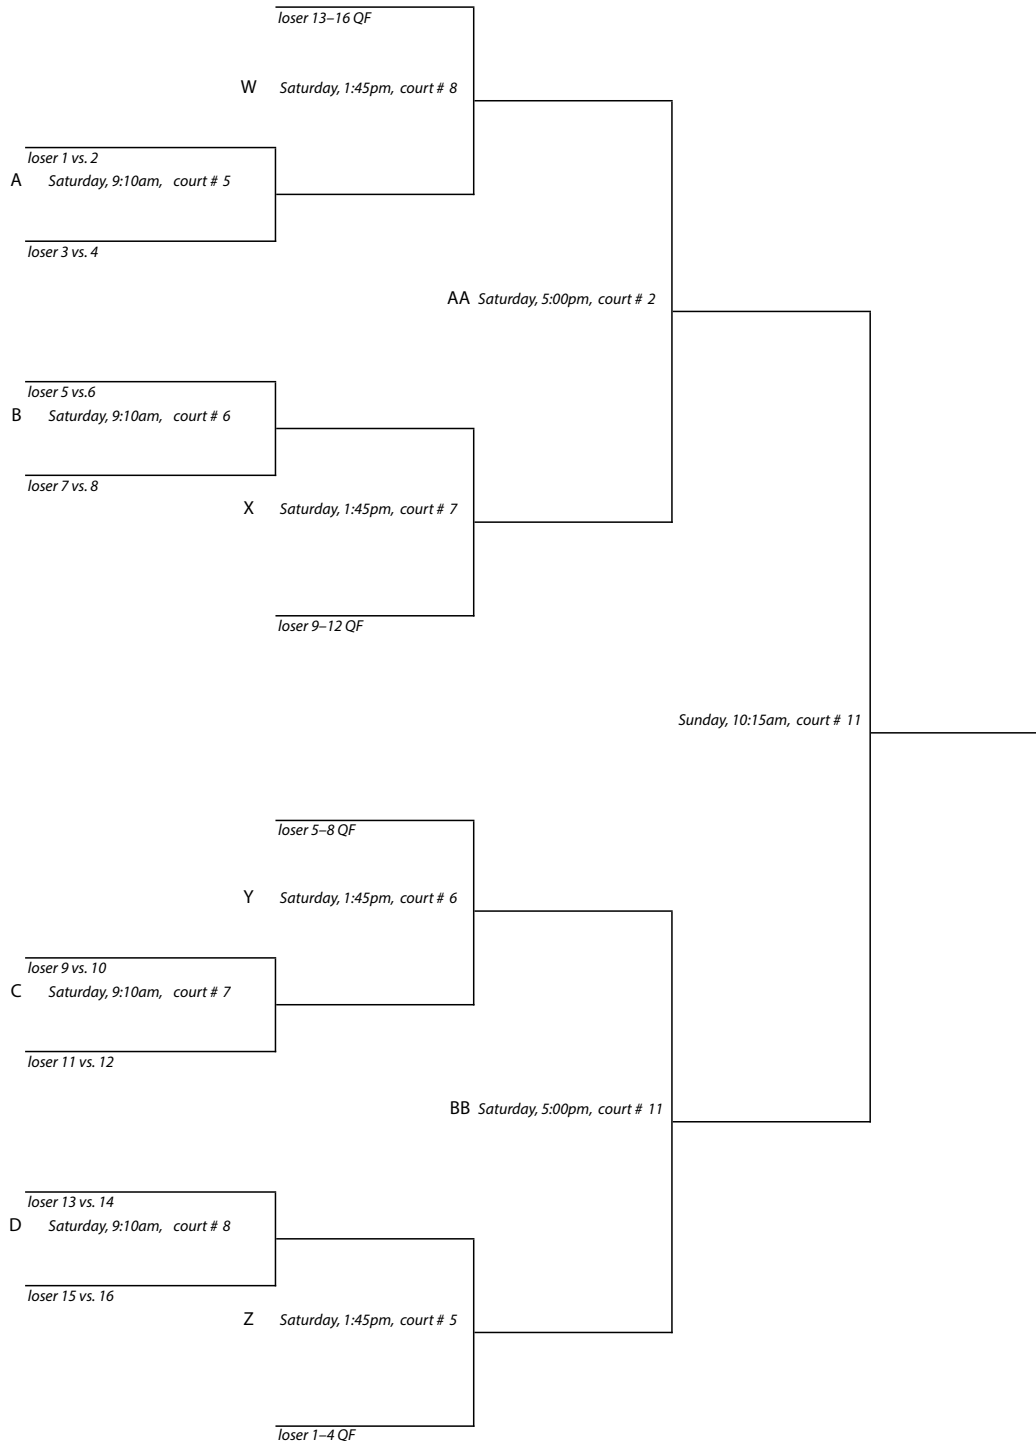 loser 13–16 QF
W Saturday, 1:45pm, court # 8
loser 1 vs. 2
A Saturday, 9:10am, court # 5
loser 3 vs. 4
AA Saturday, 5:00pm, court # 2
loser 5 vs.6
B Saturday, 9:10am, court # 6
loser 7 vs. 8
X Saturday, 1:45pm, court # 7
loser 9–12 QF
Sunday, 10:15am, court # 11
loser 5–8 QF
Y Saturday, 1:45pm, court # 6
loser 9 vs. 10
C Saturday, 9:10am, court # 7
loser 11 vs. 12
BB Saturday, 5:00pm, court # 11
loser 13 vs. 14
D Saturday, 9:10am, court # 8
loser 15 vs. 16
Z Saturday, 1:45pm, court # 5
loser 1–4 QF